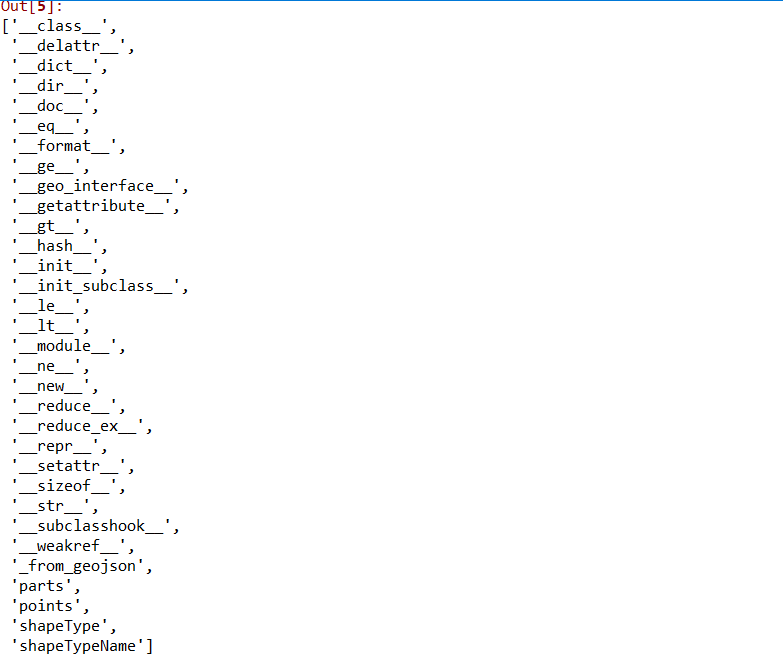 Out[5]:
['__class__',
'__delattr__',
'__dict__',
'__dir__',
'__doc__',
'__eq__',
'__format__',
'__ge__',
'__geo_interface__',
'__getattribute__',
'__gt__',
'__hash__',
'__init__',
'__init_subclass__',
'__le__',
'__lt__',
'__module__',
'__ne__',
'__new__',
'__reduce__',
'__reduce_ex__',
'__repr__',
'__setattr__',
'__sizeof__',
'__str__',
'__subclasshook__',
'__weakref__',
'_from_geojson',
'parts',
'points',
'shapeType',
'shapeTypeName']